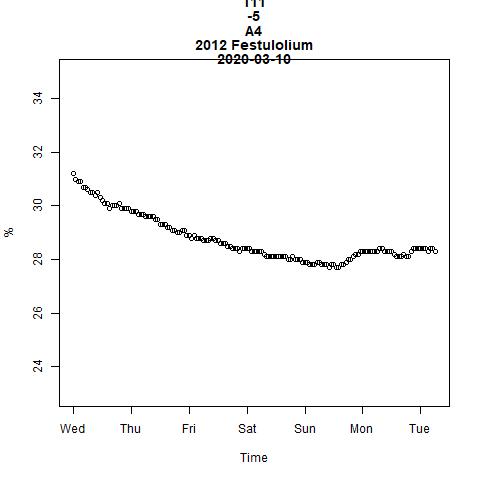 T11
-5
A4
2012 Festulolium
2020-03-10
34
32
30
28
26
24
%
Wed Thu Fri Sat Sun Mon Tue
Time